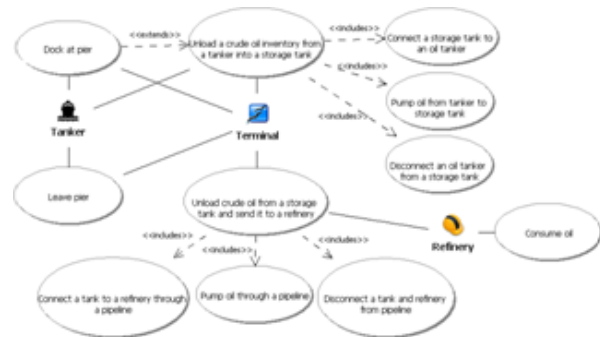 <<extends>>
Dock at pier
Unload a crude oil inventory from
a tanker into a storage tank
<<includes>>
Connect a storage tank to
an oil tanker
<<includes>>
Pump oil from tanker to
storage tank
<<includes>>
Disconnect an oil tanker
from a storage tank
Tanker
Terminal
Leave pier
Unload crude oil from a storage
tank and send it to a refinery
Refinery
Consume oil
<<includes>>
<<includes>>
<<includes>>
Connect a tank to a refinery through
a pipeline
Pump oil through a pipeline
Disconnect a tank and refinery
from pipeline